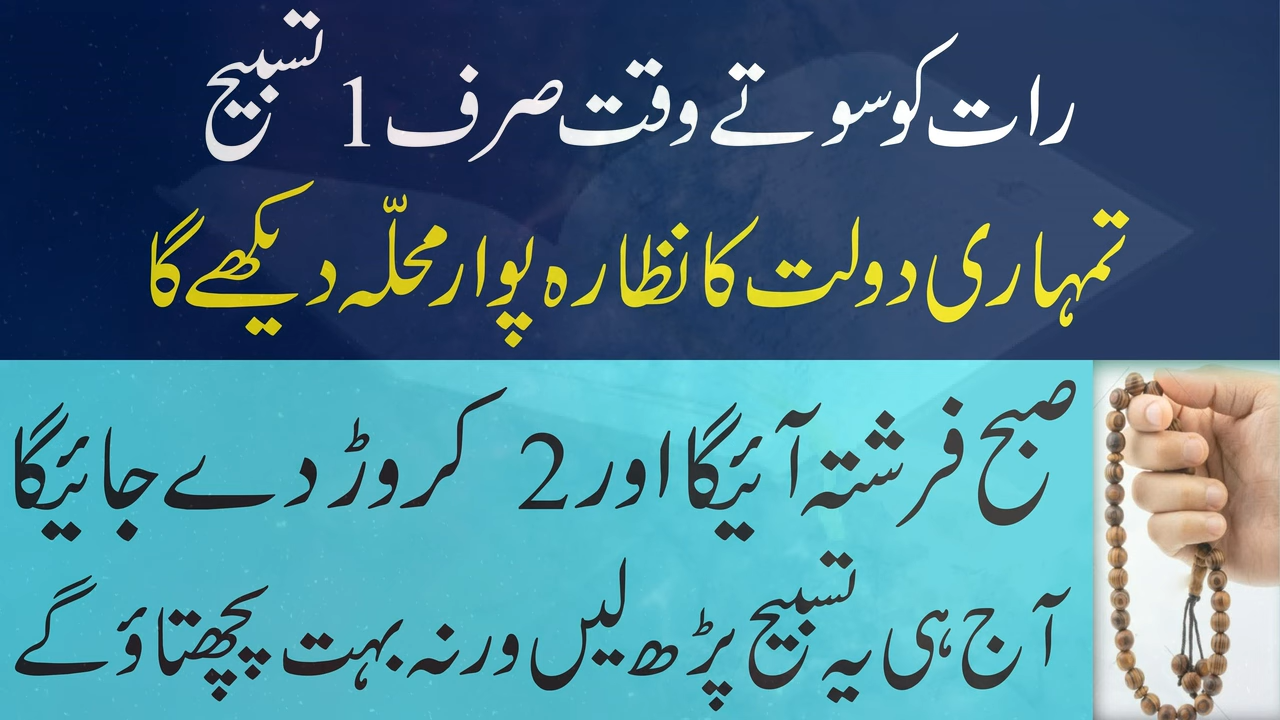 رات کو سوتے وقت صرف 1 تسبیح
تمہاری دولت کا نظارہ پوار محلّہ دیکھے گا
صبح فرشتہ آئیگا اور 2 کروڑ دے جائیگا
آج ہی یہ تسبیح پڑھ لیں ورنہ بہت پچھتاؤ گے